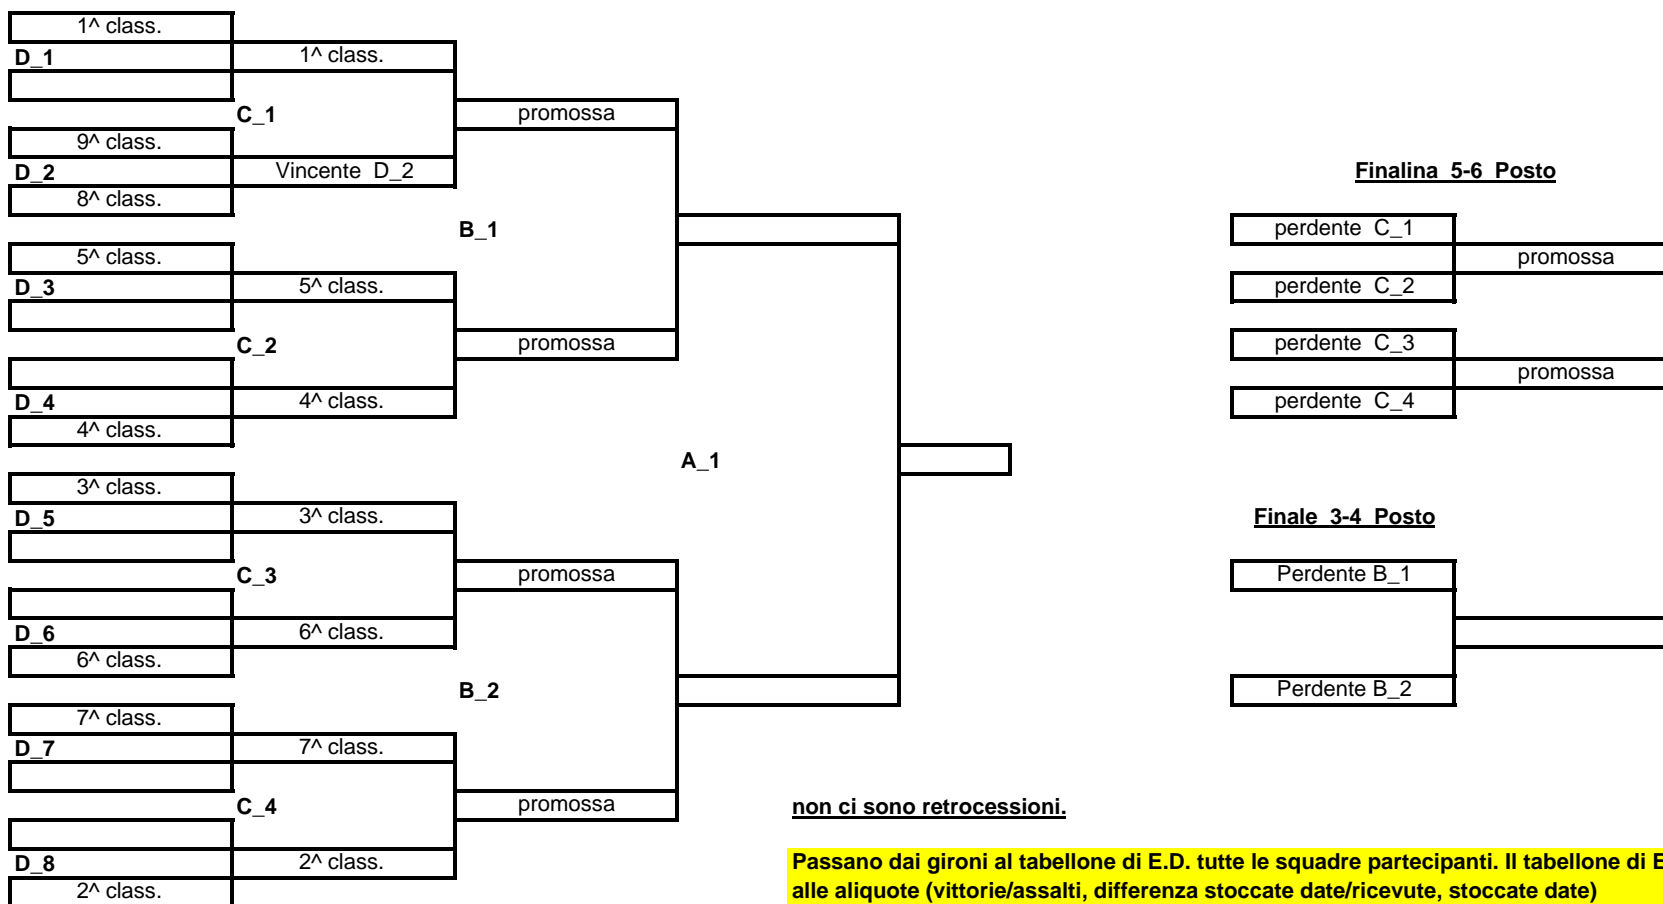 1^ class.
D_1
1^ class.
C_1
promossa
9^ class.
D_2
Vincente D_2
8^ class.
B_1
5^ class.
D_3
5^ class.
C_2
promossa
D_4
4^ class.
4^ class.
A_1
3^ class.
D_5
3^ class.
C_3
promossa
D_6
6^ class.
6^ class.
B_2
7^ class.
D_7
7^ class.
C_4
promossa
D_8
2^ class.
2^ class.
Finalina 5-6 Posto
perdente C_1
promossa
perdente C_2
perdente C_3
promossa
perdente C_4
Finale 3-4 Posto
Perdente B_1
Perdente B_2
non ci sono retrocessioni.
Passano dai gironi al tabellone di E.D. tutte le squadre partecipanti. Il tabellone di
alle aliquote (vittorie/assalti, differenza stoccate date/ricevute, stoccate date)